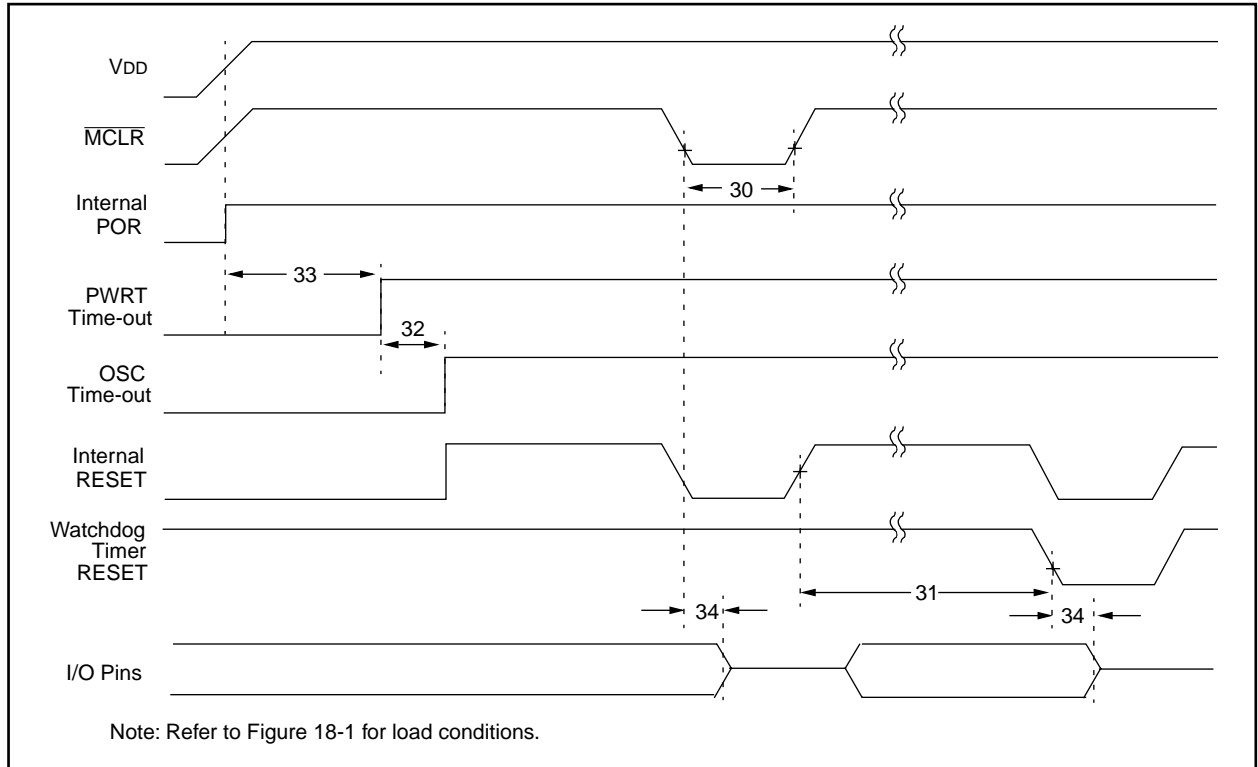 VDD
MCLR
30
Internal
POR
33
PWRT
Time-out
32
OSC
Time-out
Internal
RESET
Watchdog
Timer
RESET
31
34
34
I/O Pins
Note: Refer to Figure 18-1 for load conditions.